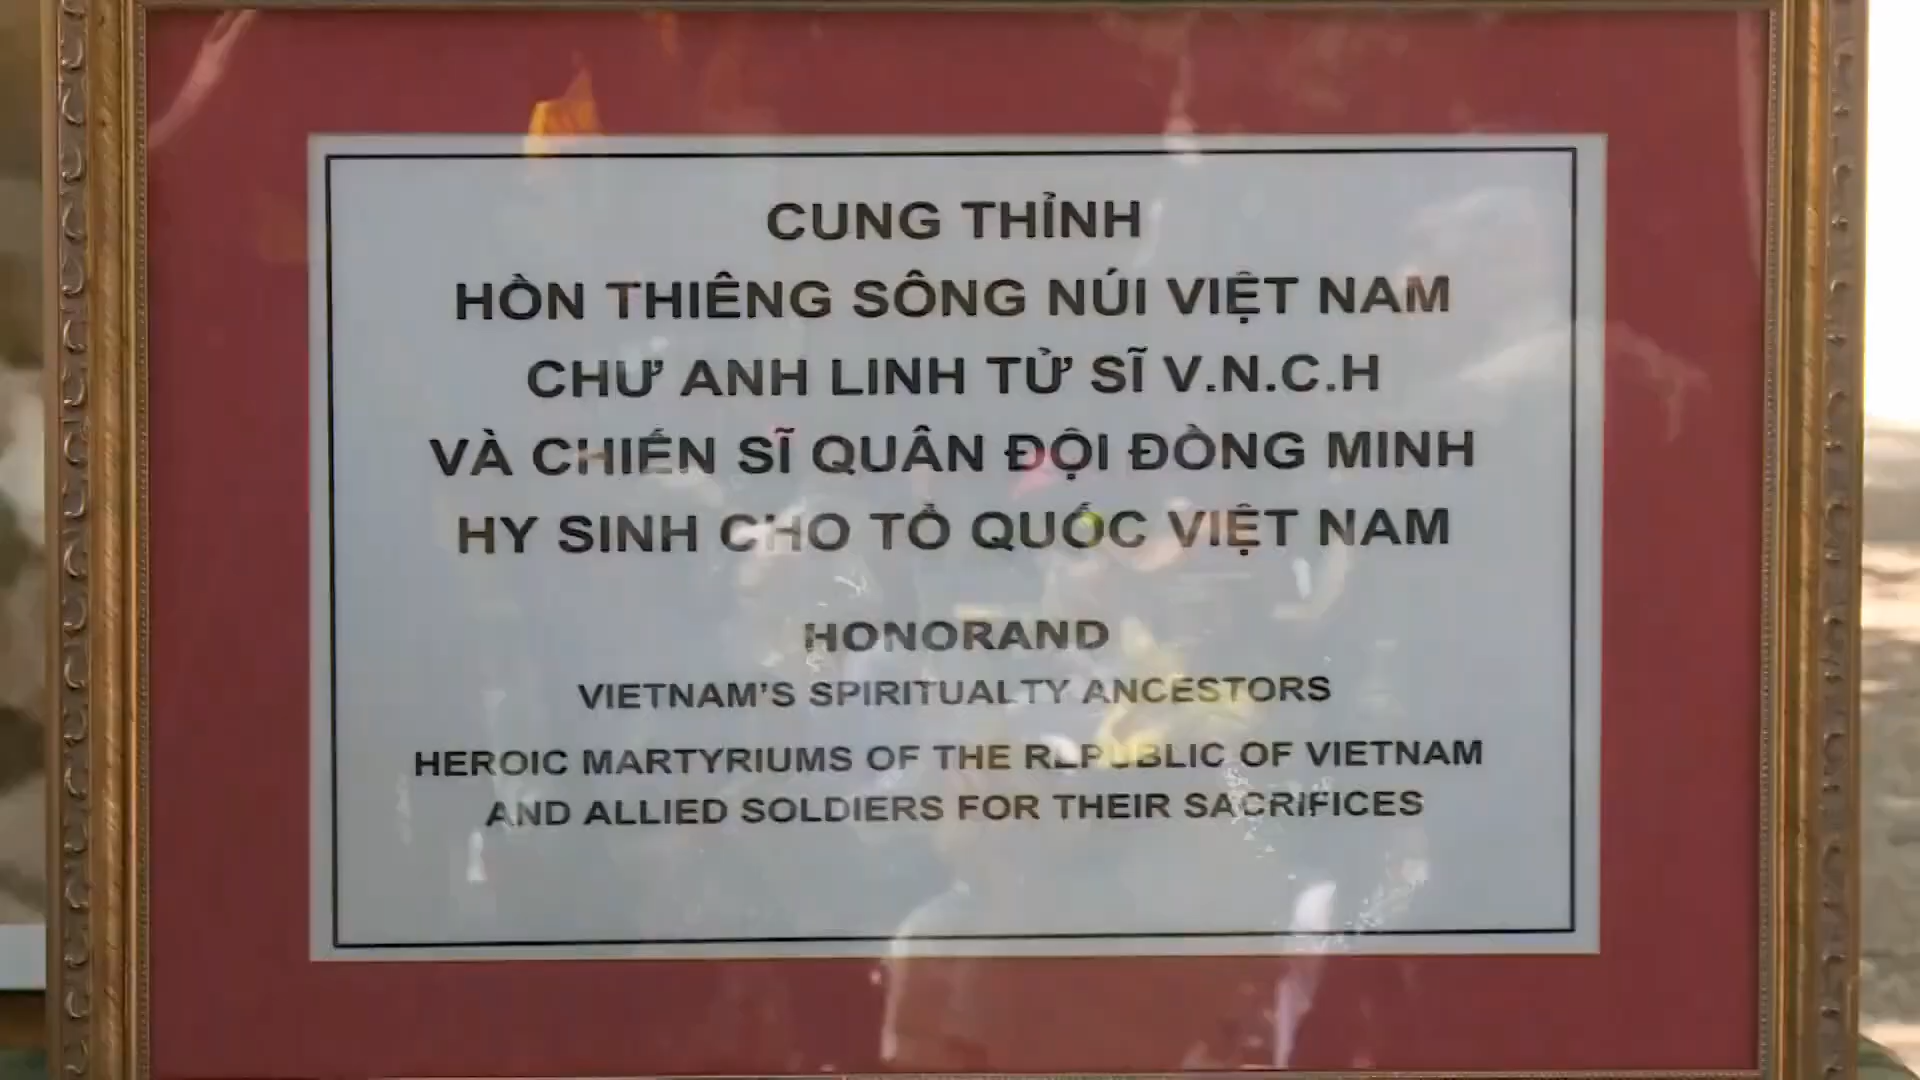 CUNG THỈNH
HỒN THIÊNG SÔNG NÚI VIỆT NAM
CHƯ ANH LINH TỬ SĨ V.N.C.H
VÀ CHIẾN SĨ QUÂN ĐỘI ĐỒNG MINH
HY SINH CHO TỔ QUỐC VIỆT NAM
HONORAND
VIETNAM'S SPIRITUALTY ANCESTORS
HEROIC MARTYRIUMS OF THE REPUBLIC OF VIETNAM
AND ALLIED SOLDIERS FOR THEIR SACRIFICES